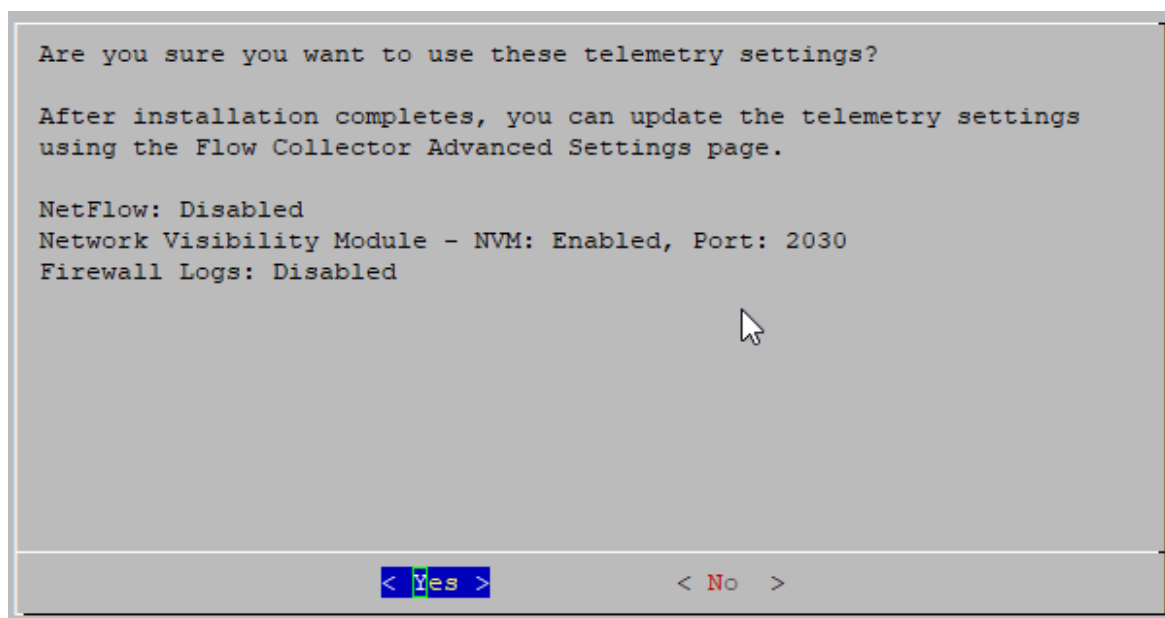 Are you sure you want to use these telemetry settings?
After installation completes, you can update the telemetry settings
using the Flow Collector Advanced Settings page.
NetFlow: Disabled
Network Visibility Module - NVM: Enabled, Port: 2030
Firewall Logs: Disabled
< Yes > < No >